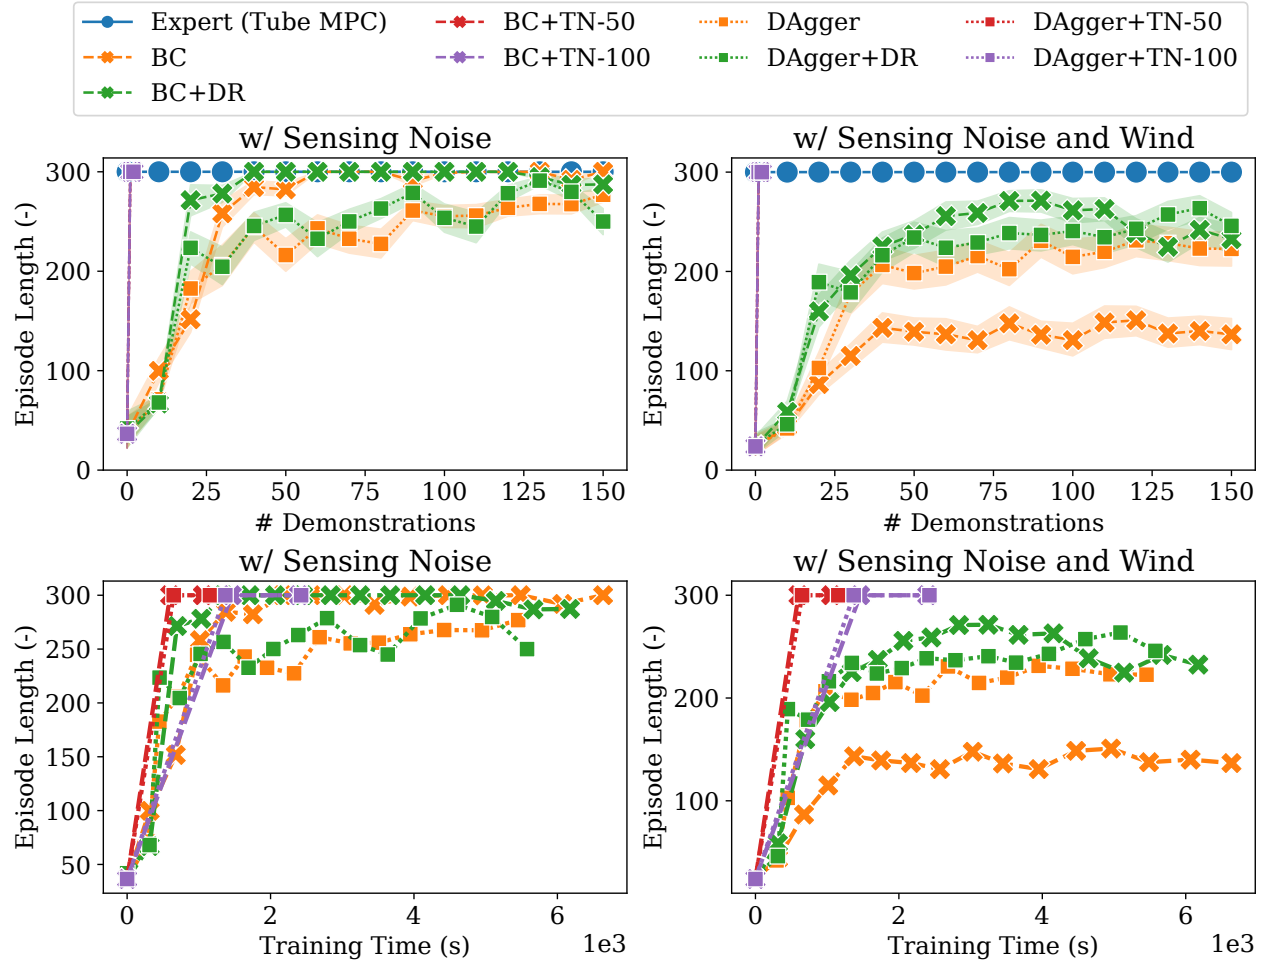 Expert (Tube MPC)
BC
BC+DR
BC+TN-50
BC+TN-100
DAgger
DAgger+DR
DAgger+TN-50
DAgger+TN-100
w/ Sensing Noise
Episode Length (-)
300
200
100
0
0 25 50 75 100 125 150
# Demonstrations
w/ Sensing Noise and Wind
Episode Length (-)
300
200
100
0
0 25 50 75 100 125 150
# Demonstrations
w/ Sensing Noise
Episode Length (-)
300
250
200
150
100
50
0 2 4 6
Training Time (s)
1e3
w/ Sensing Noise and Wind
Episode Length (-)
300
200
100
0 2 4 6
Training Time (s)
1e3